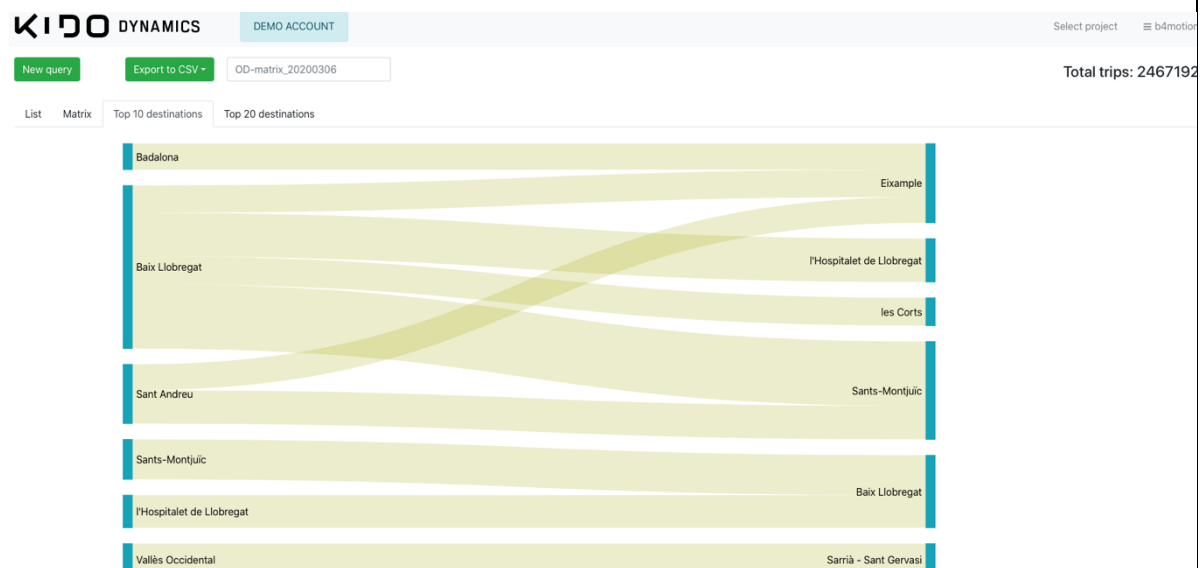 KIDO DYNAMICS
DEMO ACCOUNT
Select project
b4motion
New query
Export to CSV
OD-matrix_20200306
Total trips: 2467192
List
Matrix
Top 10 destinations
Top 20 destinations
Badalona
Eixample
Baix Llobregat
l'Hospitalet de Llobregat
les Corts
Sant Andreu
Sants-Montjuïc
Sants-Montjuïc
Baix Llobregat
l'Hospitalet de Llobregat
Vallès Occidental
Sarrià - Sant Gervasi